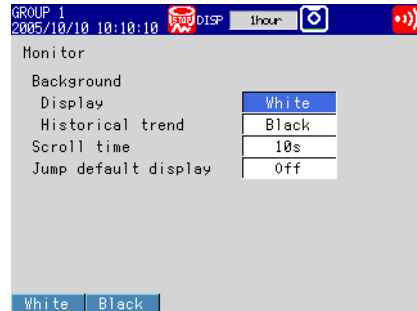 GROUP 1
2005/10/10 10:10:10 STOP DISP 1hour
Monitor
Background
Display White
Historical trend Black
Scroll time 10s
Jump default display Off
White Black